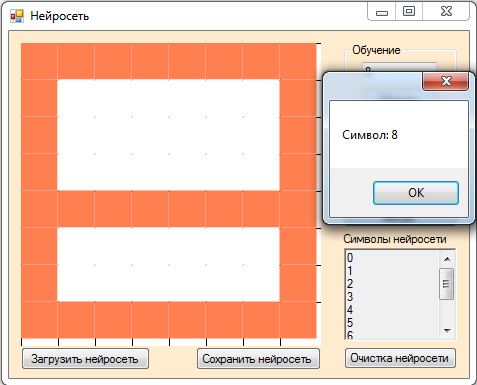 Нейросеть
Обучение
Символ: 8
OK
Символы нейросети
0
1
2
3
4
5
6
Загрузить нейросеть
Сохранить нейросеть
Очистка нейросети